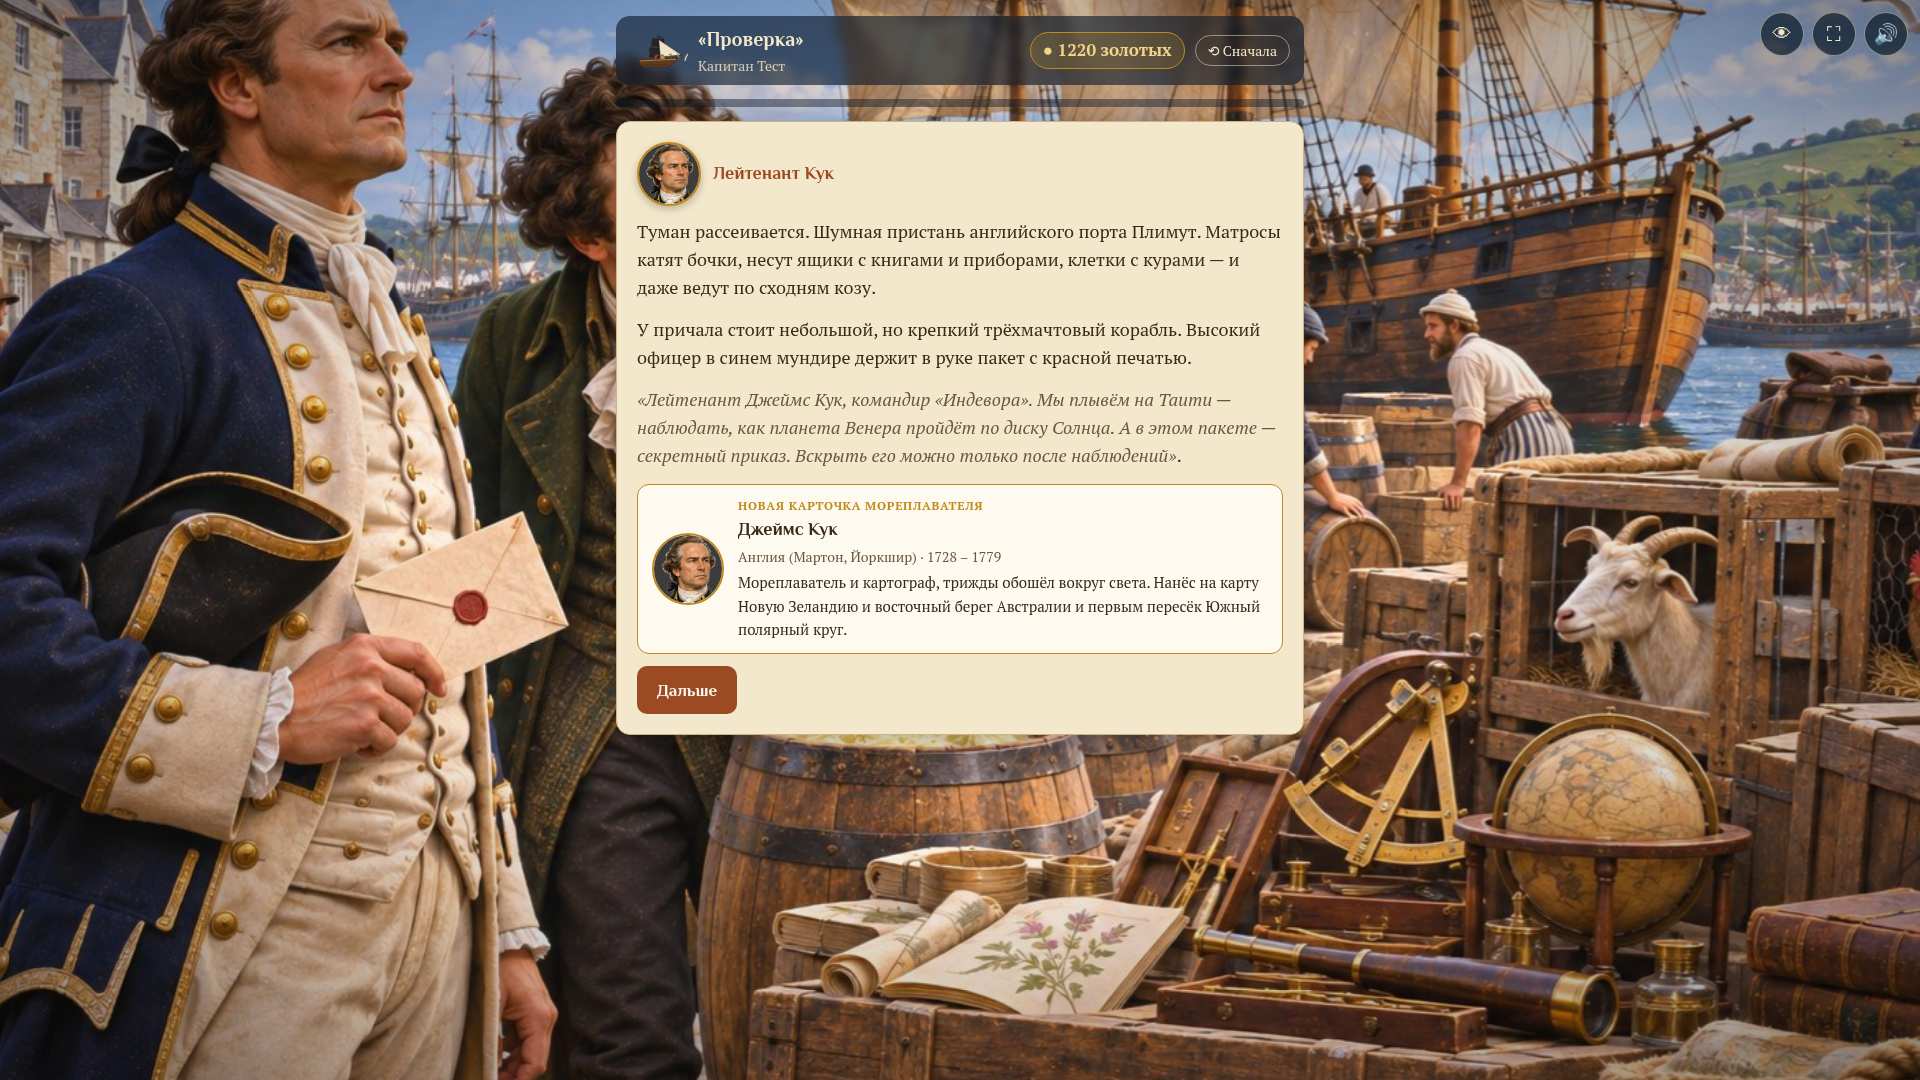 «Проверка»
Капитан Тест
● 1220 золотых
⟲ Сначала
Лейтенант Кук
Туман рассеивается. Шумная пристань английского порта Плимут. Матросы
катят бочки, несут ящики с книгами и приборами, клетки с курами — и
даже ведут по сходням козу.
У причала стоит небольшой, но крепкий трёхмачтовый корабль. Высокий
офицер в синем мундире держит в руке пакет с красной печатью.
«Лейтенант Джеймс Кук, командир «Индевора». Мы плывём на Таити —
наблюдать, как планета Венера пройдёт по диску Солнца. А в этом пакете —
секретный приказ. Вскрыть его можно только после наблюдений».
НОВАЯ КАРТОЧКА МОРЕПЛАВАТЕЛЯ
Джеймс Кук
Англия (Мартон, Йоркшир) · 1728 – 1779
Мореплаватель и картограф, трижды обошёл вокруг света. Нанёс на карту
Новую Зеландию и восточный берег Австралии и первым пересёк Южный
полярный круг.
Дальше